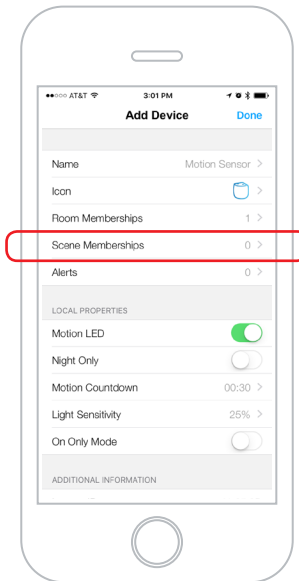 AT&T 3:01 PM
Add Device Done
Name Motion Sensor
Icon
Room Memberships 1
Scene Memberships 0
Alerts 0
LOCAL PROPERTIES
Motion LED
Night Only
Motion Countdown 00:30
Light Sensitivity 25%
On Only Mode
ADDITIONAL INFORMATION